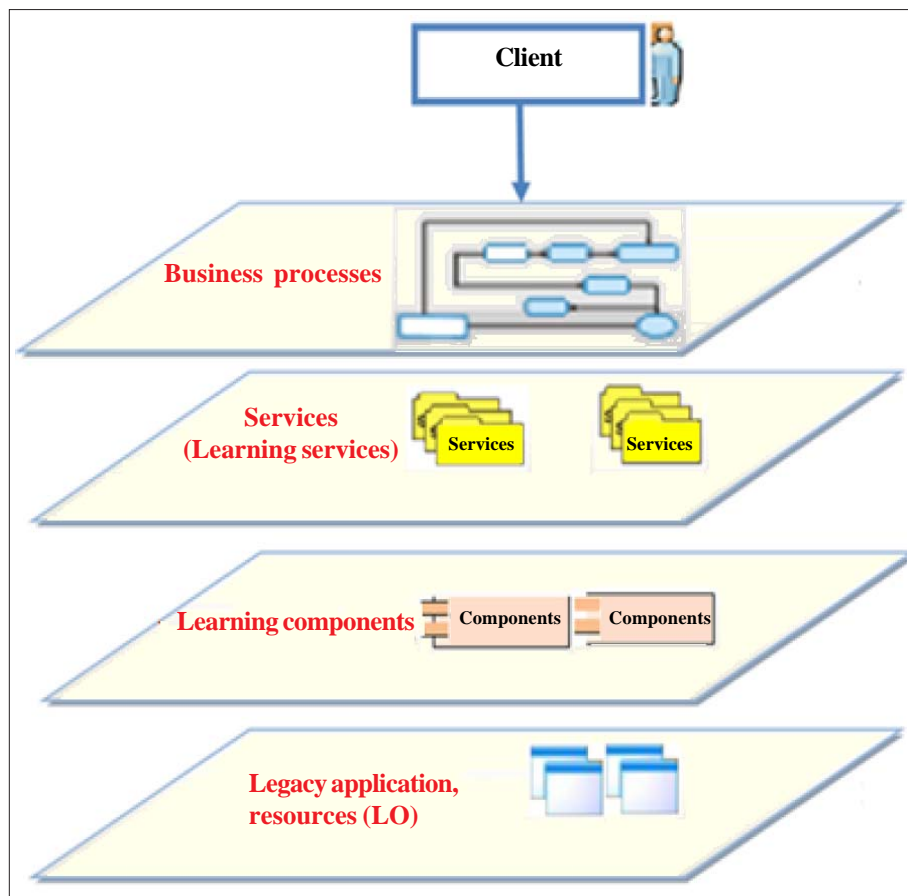 Client
Business processes
Services
(Learning services)
Services
Services
Learning components
Components
Components
Legacy application,
resources (LO)